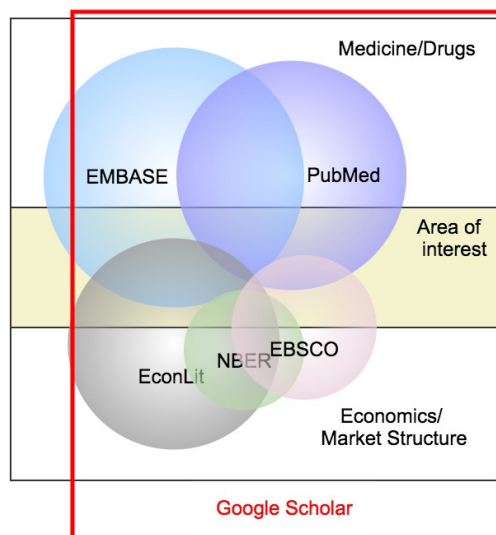 Medicine/Drugs
EMBASE
PubMed
Area of
interest
EBSCO
NBER
EconLit
Economics/
Market Structure
Google Scholar